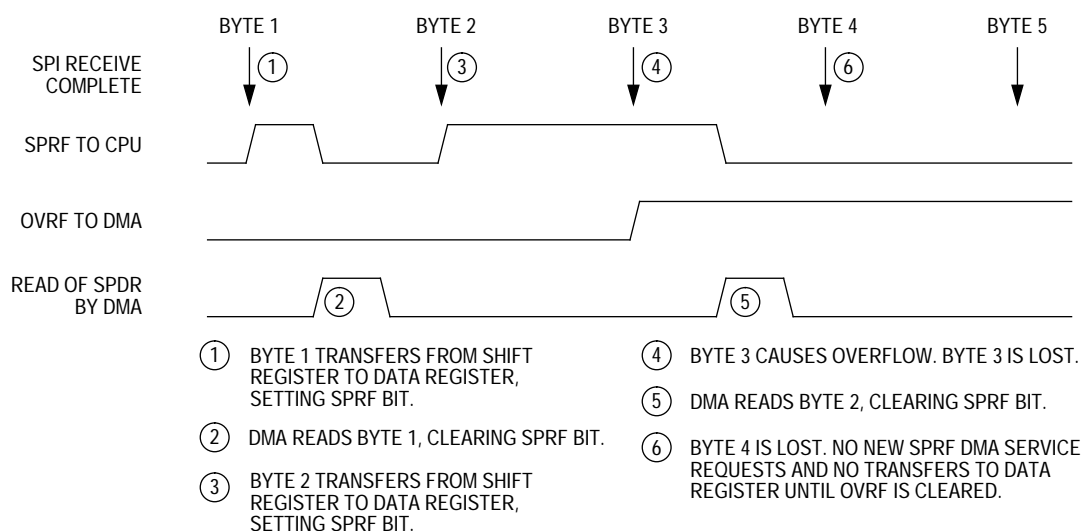 BYTE 1 BYTE 2 BYTE 3 BYTE 4 BYTE 5
SPI RECEIVE
COMPLETE
1 3 4 6
SPRF TO CPU
OVRF TO DMA
READ OF SPDR
BY DMA
2 5
1 BYTE 1 TRANSFERS FROM SHIFT
REGISTER TO DATA REGISTER,
SETTING SPRF BIT.
2 DMA READS BYTE 1, CLEARING SPRF BIT.
3 BYTE 2 TRANSFERS FROM SHIFT
REGISTER TO DATA REGISTER,
SETTING SPRF BIT.
4 BYTE 3 CAUSES OVERFLOW. BYTE 3 IS LOST.
5 DMA READS BYTE 2, CLEARING SPRF BIT.
6 BYTE 4 IS LOST. NO NEW SPRF DMA SERVICE
REQUESTS AND NO TRANSFERS TO DATA
REGISTER UNTIL OVRF IS CLEARED.